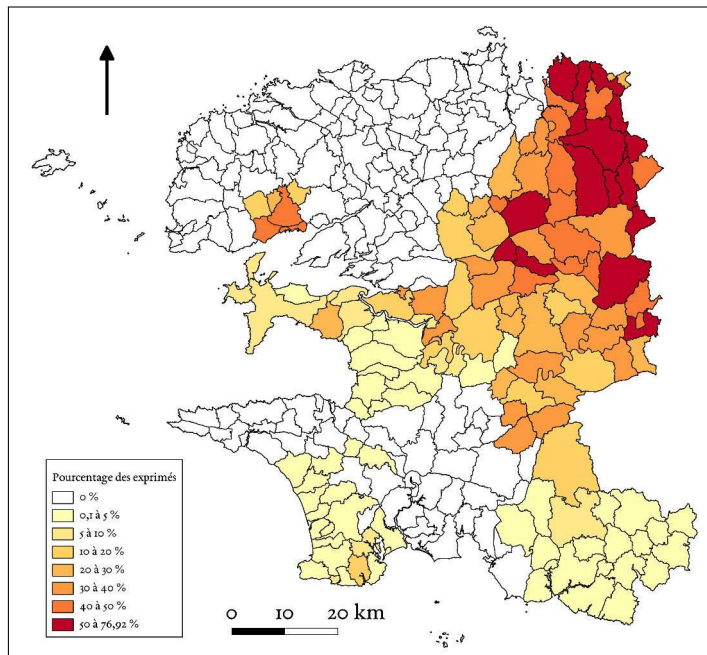 Pourcentage des exprimés
0 %
0,1 à 5 %
5 à 10 %
10 à 20 %
20 à 30 %
30 à 40 %
40 à 50 %
50 à 76,92 %
0 10 20 km